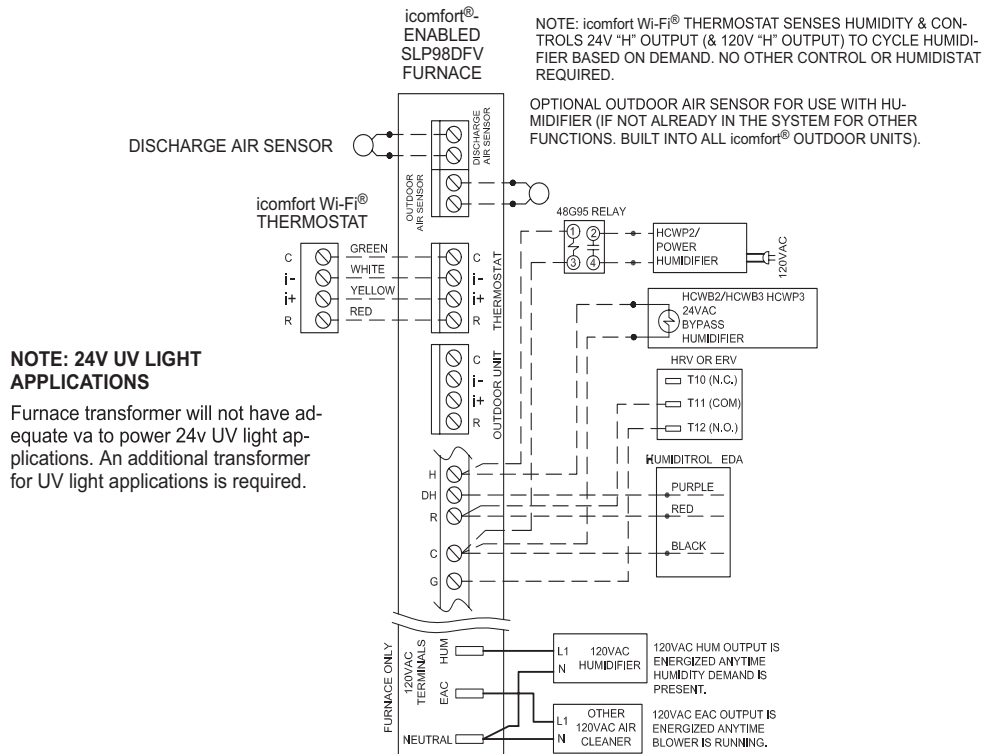 icomfort®-
ENABLED
SLP98DFV
FURNACE
NOTE: icomfort Wi-Fi® THERMOSTAT SENSES HUMIDITY & CON-
TROLS 24V “H” OUTPUT (& 120V “H” OUTPUT) TO CYCLE HUMIDI-
FIER BASED ON DEMAND. NO OTHER CONTROL OR HUMIDISTAT
REQUIRED.
OPTIONAL OUTDOOR AIR SENSOR FOR USE WITH HU-
MIDIFIER (IF NOT ALREADY IN THE SYSTEM FOR OTHER
FUNCTIONS. BUILT INTO ALL icomfort® OUTDOOR UNITS).
DISCHARGE AIR SENSOR
DISCHARGE
AIR SENSOR
OUTDOOR
AIR SENSOR
icomfort Wi-Fi®
THERMOSTAT
C
i-
i+
R
GREEN
WHITE
YELLOW
RED
C
i-
i+
R
THERMOSTAT
C
i-
i+
R
OUTDOOR UNIT
48G95 RELAY
1
2
3
4
HCWP2/
POWER
HUMIDIFIER
120VAC
HCWB2/HCWB3 HCWP3
24VAC
BYPASS
HUMIDIFIER
HRV OR ERV
T10 (N.C.)
T11 (COM)
T12 (N.O.)
HUMIDITROL EDA
PURPLE
RED
BLACK
NOTE: 24V UV LIGHT
APPLICATIONS
Furnace transformer will not have ad-
equate va to power 24v UV light ap-
plications. An additional transformer
for UV light applications is required.
H
DH
R
C
G
FURNACE ONLY
120VAC
TERMINALS
HUM
EAC
NEUTRAL
L1
N
120VAC
HUMIDIFIER
120VAC HUM OUTPUT IS
ENERGIZED ANYTIME
HUMIDITY DEMAND IS
PRESENT.
L1
N
OTHER
120VAC AIR
CLEANER
120VAC EAC OUTPUT IS
ENERGIZED ANYTIME
BLOWER IS RUNNING.